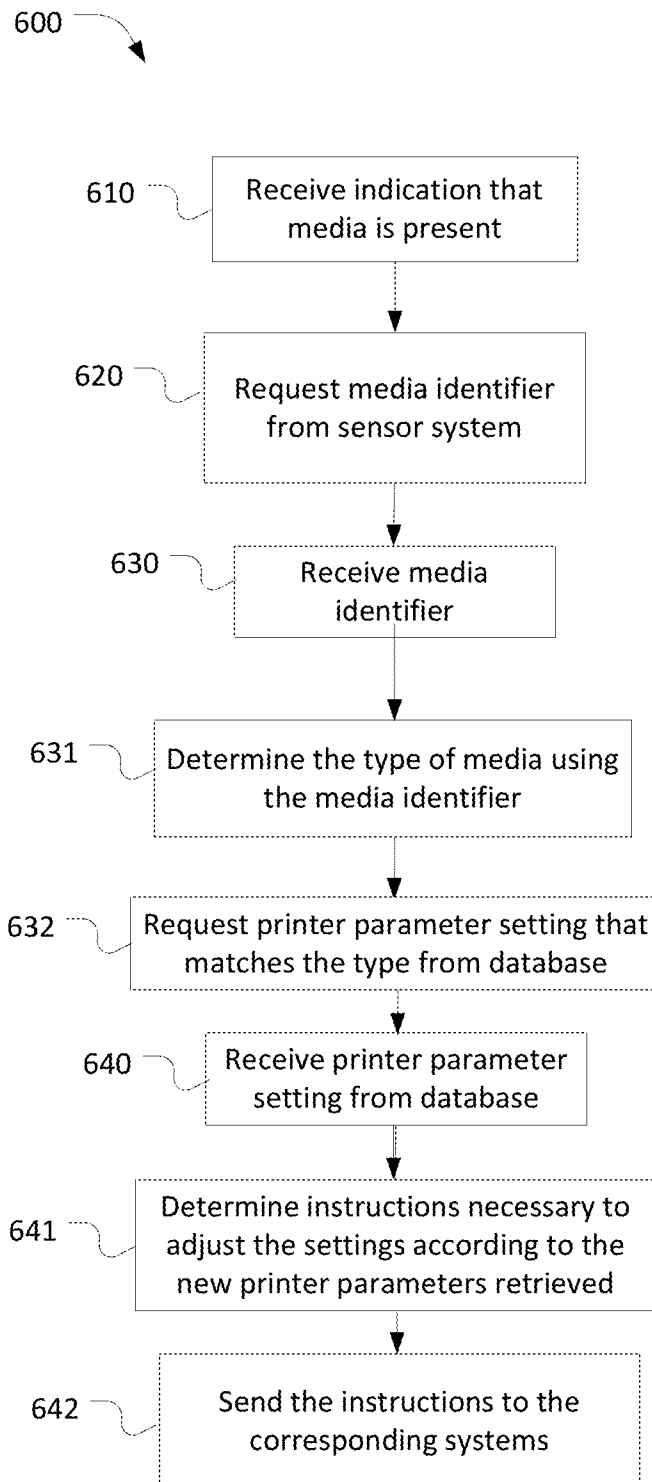 600
610
Receive indication that
media is present
620
Request media identifier
from sensor system
630
Receive media
identifier
631
Determine the type of media using
the media identifier
632
Request printer parameter setting that
matches the type from database
640
Receive printer parameter
setting from database
641
Determine instructions necessary to
adjust the settings according to the
new printer parameters retrieved
642
Send the instructions to the
corresponding systems